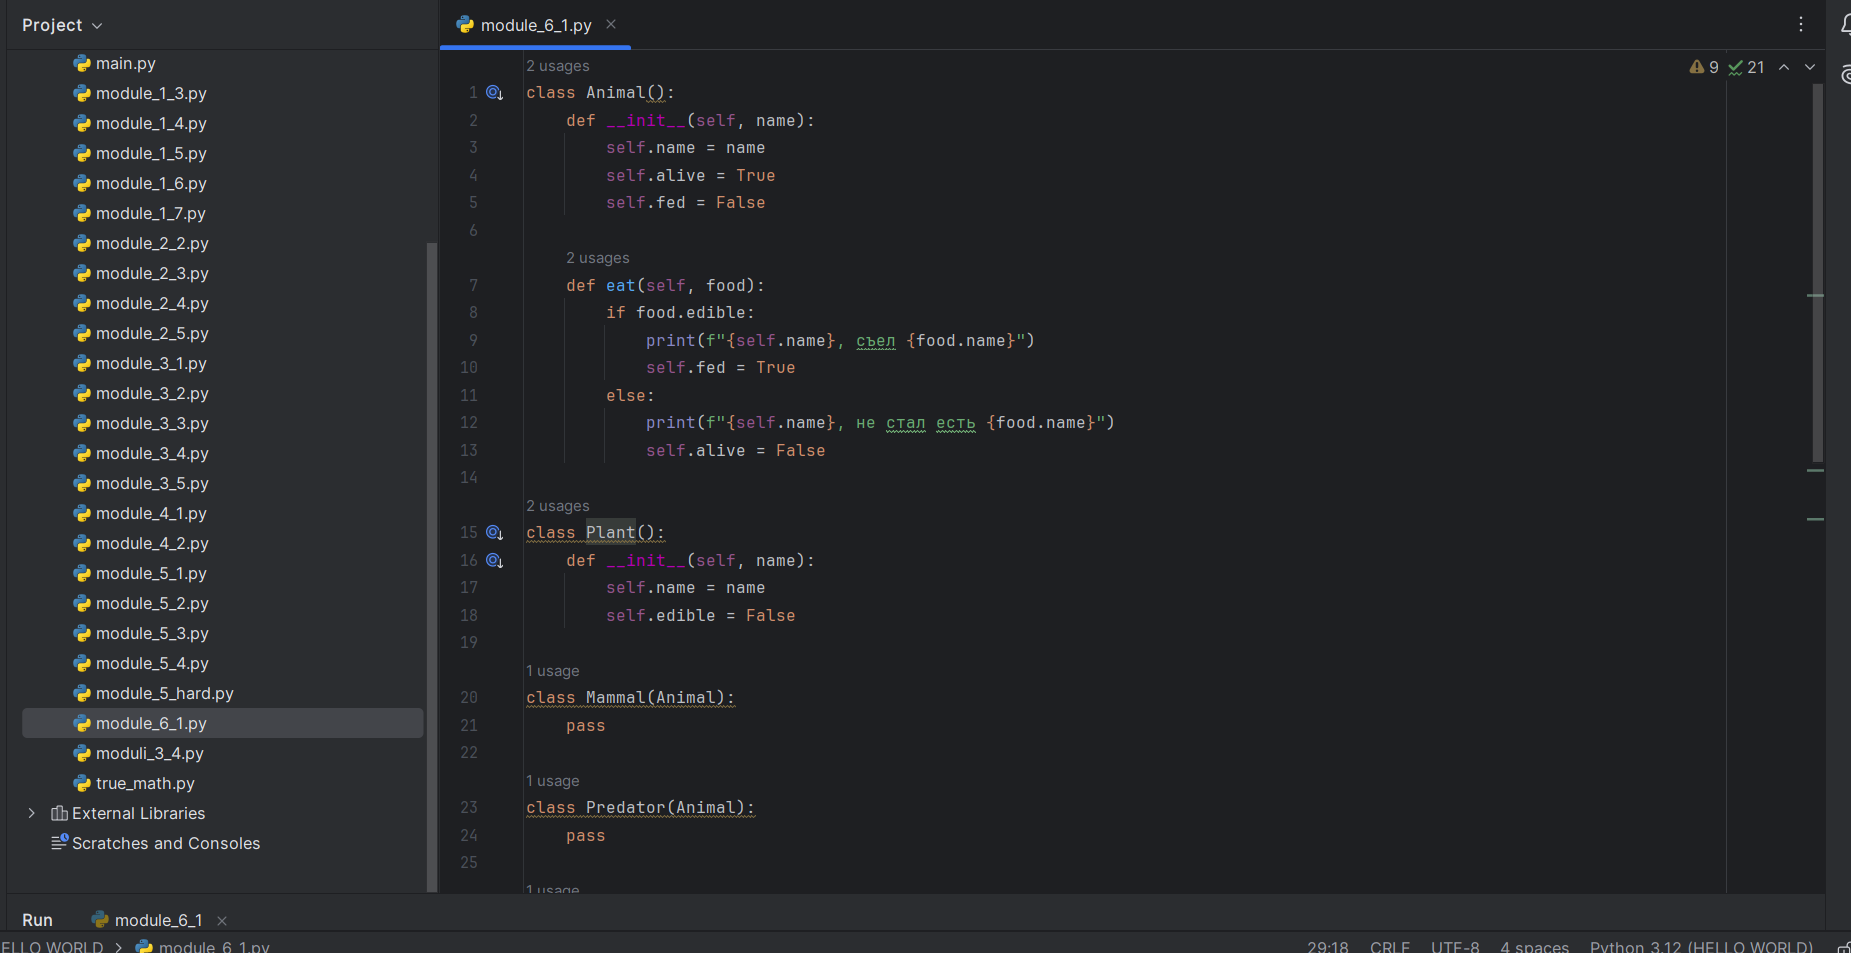 Project
main.py
module_1_3.py
module_1_4.py
module_1_5.py
module_1_6.py
module_1_7.py
module_2_2.py
module_2_3.py
module_2_4.py
module_2_5.py
module_3_1.py
module_3_2.py
module_3_3.py
module_3_4.py
module_3_5.py
module_4_1.py
module_4_2.py
module_5_1.py
module_5_2.py
module_5_3.py
module_5_4.py
module_5_hard.py
module_6_1.py
moduli_3_4.py
true_math.py
External Libraries
Scratches and Consoles
module_6_1.py
9 21
2 usages
1 class Animal():
2 def __init__(self, name):
3 self.name = name
4 self.alive = True
5 self.fed = False
6
2 usages
7 def eat(self, food):
8 if food.edible:
9 print(f"{self.name}, съел {food.name}")
10 self.fed = True
11 else:
12 print(f"{self.name}, не стал есть {food.name}")
13 self.alive = False
14
2 usages
15 class Plant():
16 def __init__(self, name):
17 self.name = name
18 self.edible = False
19
1 usage
20 class Mammal(Animal):
21 pass
22
1 usage
23 class Predator(Animal):
24 pass
25
1 usage
Run module_6_1
ELLO WORLD > module_6_1.py
29:18 CRLF UTF-8 4 spaces Python 3.12 (HELLO WORLD)